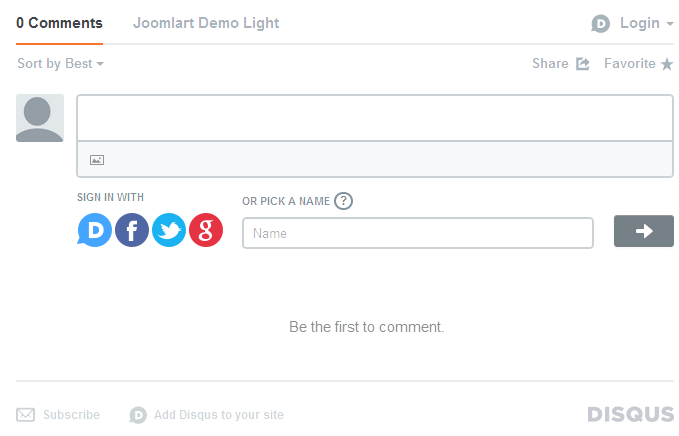 0 Comments Joomlart Demo Light Login
Sort by Best Share Favorite
SIGN IN WITH
OR PICK A NAME ?
D f g
Name
Be the first to comment.
Subscribe D Add Disqus to your site DISQUS